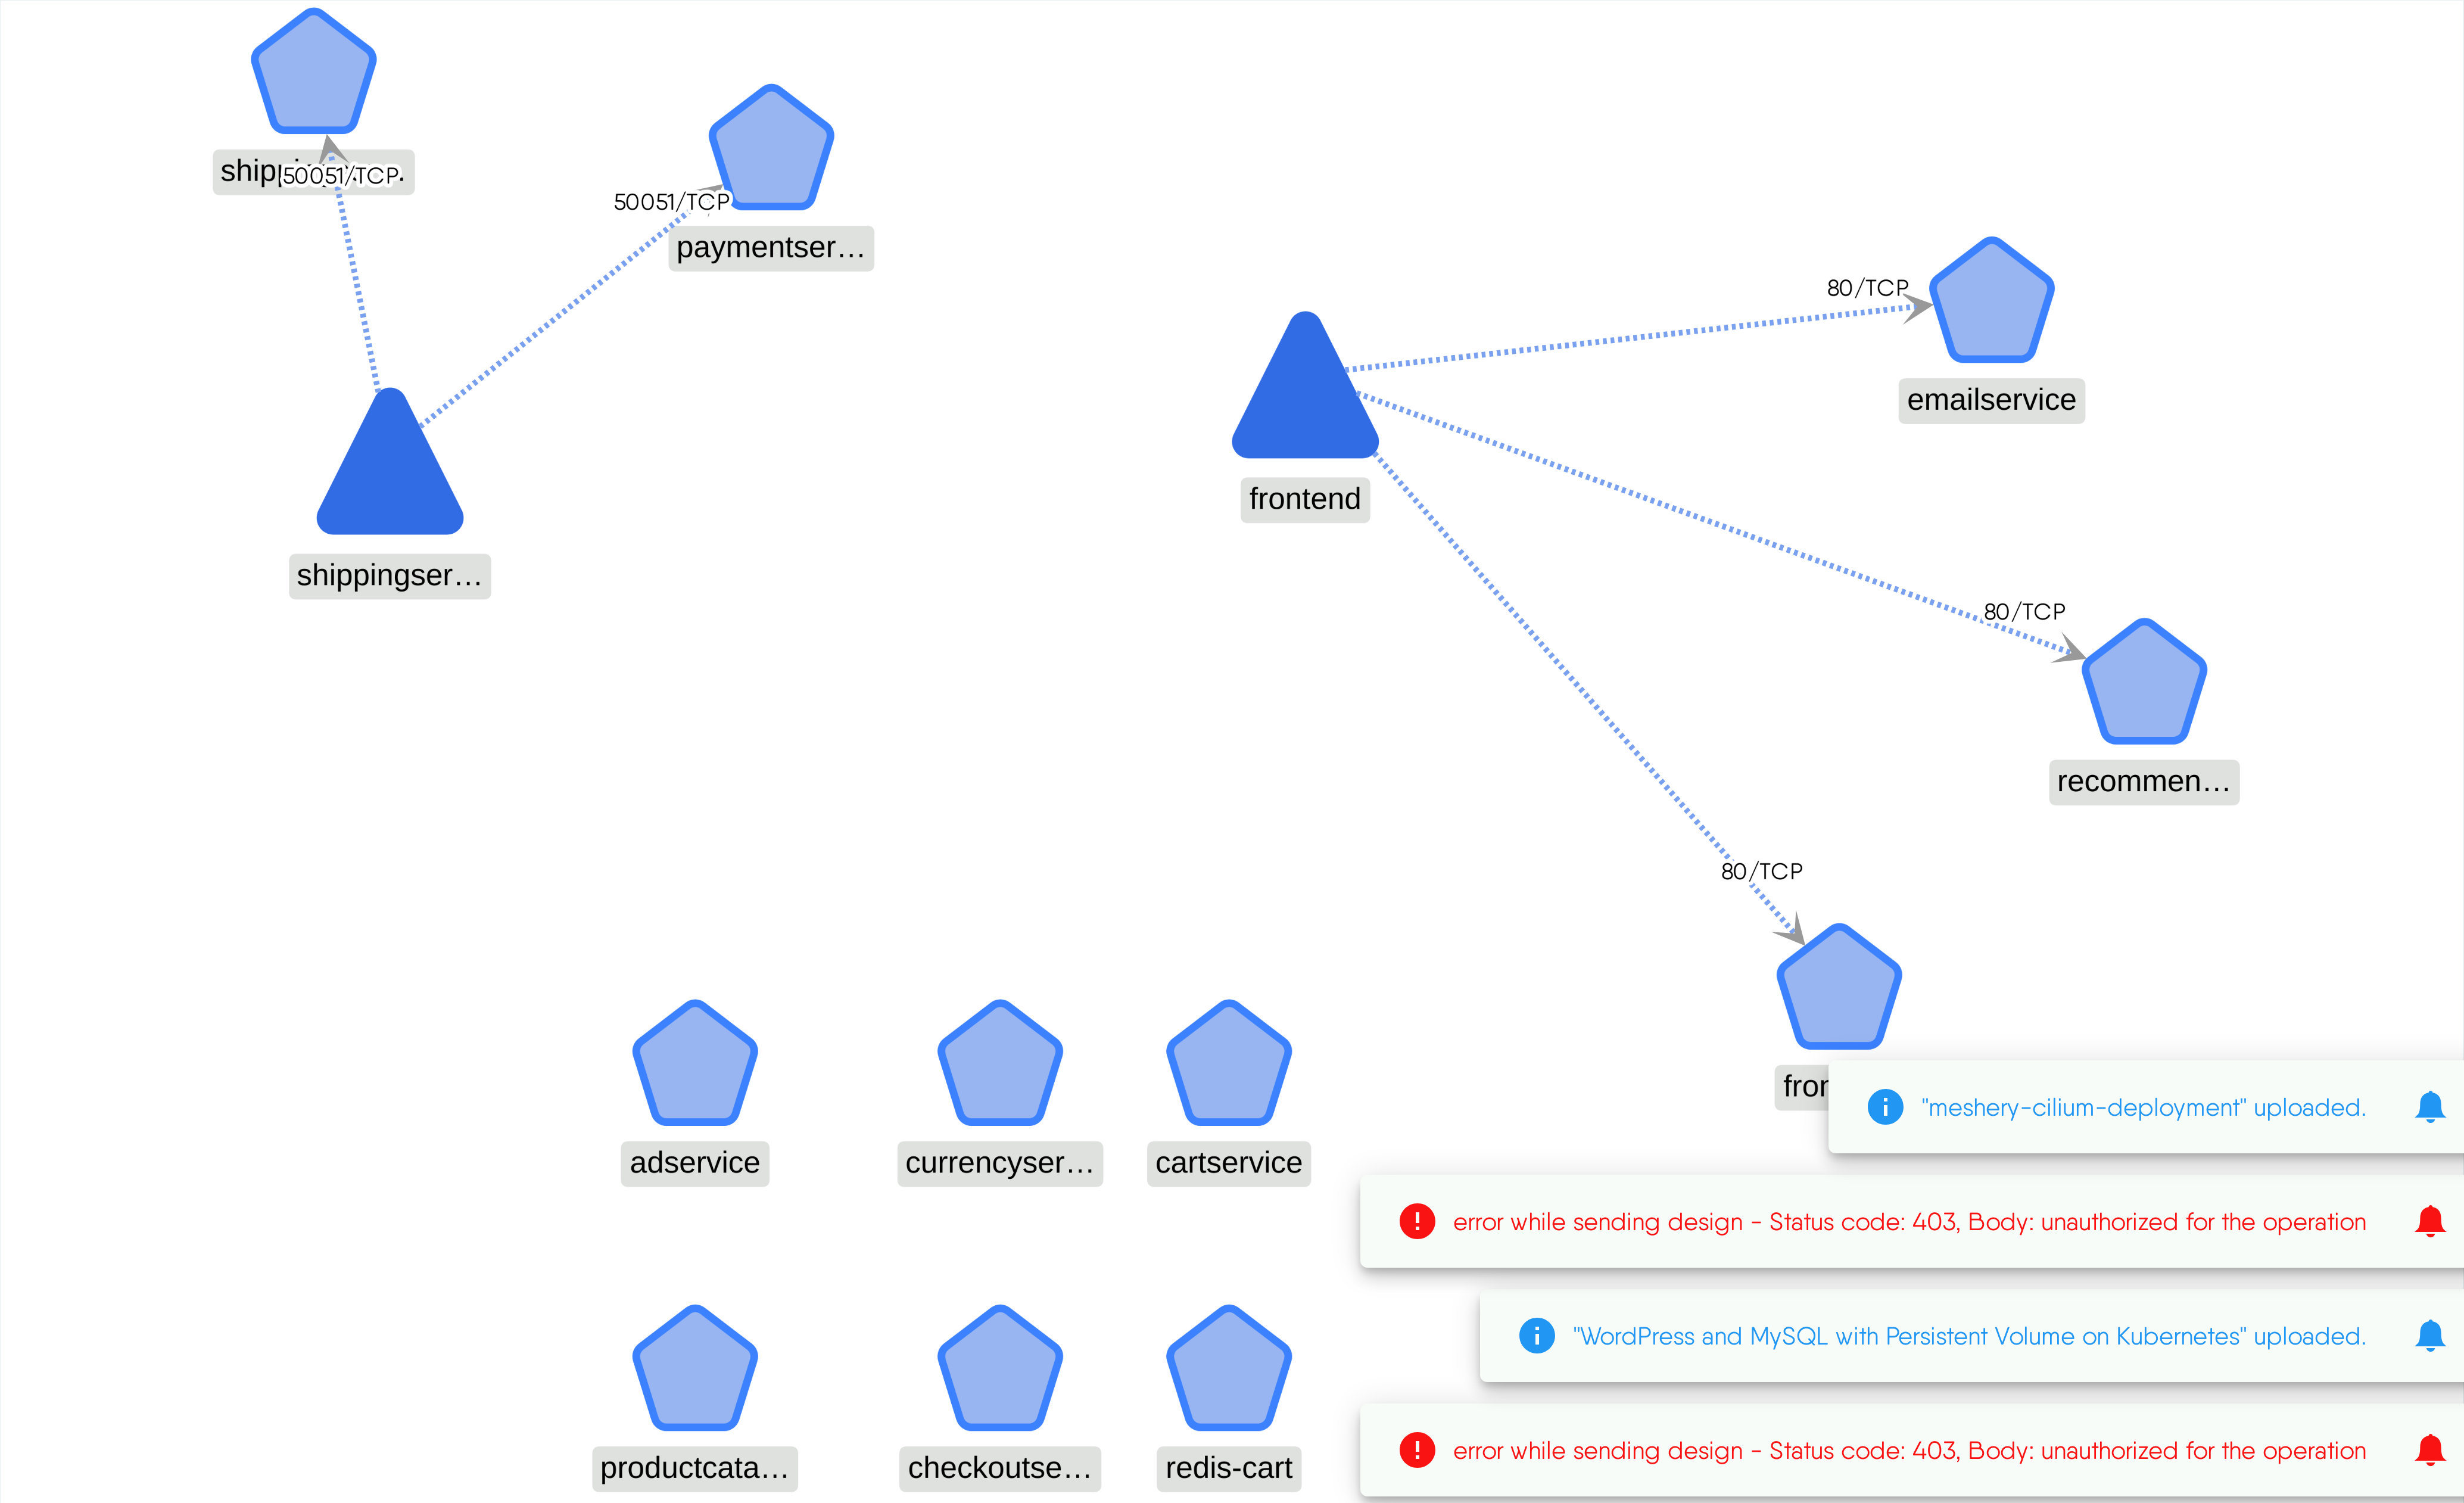 50051/TCP
50051/TCP
paymentser…
80/TCP
emailservice
frontend
shippingser…
80/TCP
recommen…
80/TCP
"meshery-cilium-deployment" uploaded.
adservice
currencyser…
cartservice
error while sending design - Status code: 403, Body: unauthorized for the operation
"WordPress and MySQL with Persistent Volume on Kubernetes" uploaded.
error while sending design - Status code: 403, Body: unauthorized for the operation
productcata…
checkoutse…
redis-cart